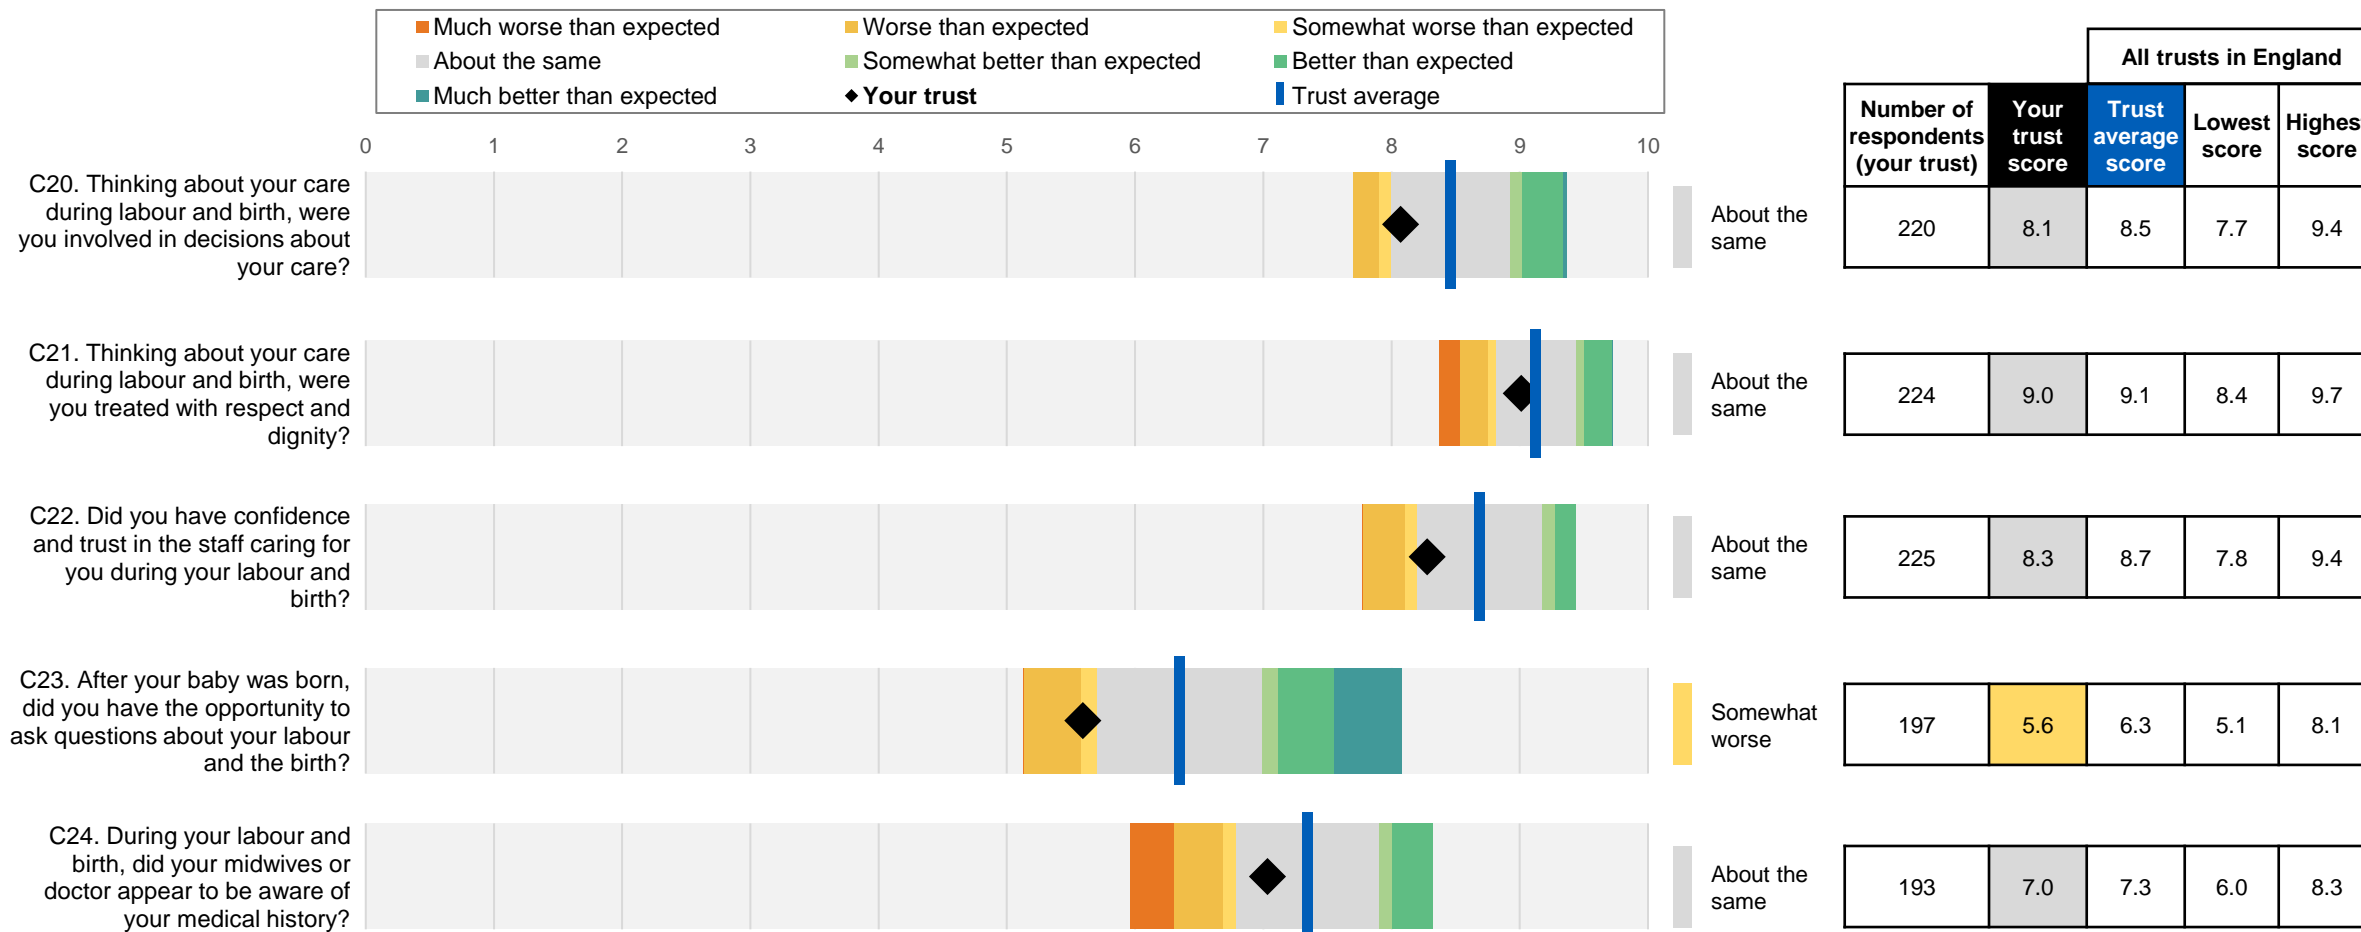 Much worse than expected
Worse than expected
Somewhat worse than expected
About the same
Somewhat better than expected
Better than expected
Much better than expected
Your trust
Trust average
All trusts in England
Number of
respondents
(your trust)
Your
trust
score
Trust
average
score
Lowest
score
Highest
score
0 1 2 3 4 5 6 7 8 9 10
C20. Thinking about your care
during labour and birth, were
you involved in decisions about
your care?
About the
same
220 8.1 8.5 7.7 9.4
C21. Thinking about your care
during labour and birth, were
you treated with respect and
dignity?
About the
same
224 9.0 9.1 8.4 9.7
C22. Did you have confidence
and trust in the staff caring for
you during your labour and
birth?
About the
same
225 8.3 8.7 7.8 9.4
C23. After your baby was born,
did you have the opportunity to
ask questions about your labour
and the birth?
Somewhat
worse
197 5.6 6.3 5.1 8.1
C24. During your labour and
birth, did your midwives or
doctor appear to be aware of
your medical history?
About the
same
193 7.0 7.3 6.0 8.3